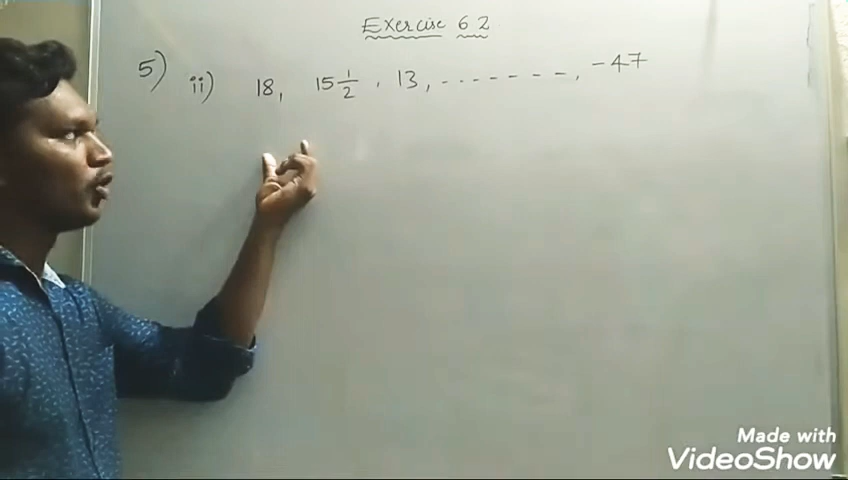 Exercise 6 2
5) ii) 18, 15 1/2, 13, -------, -47
Made with
VideoShow